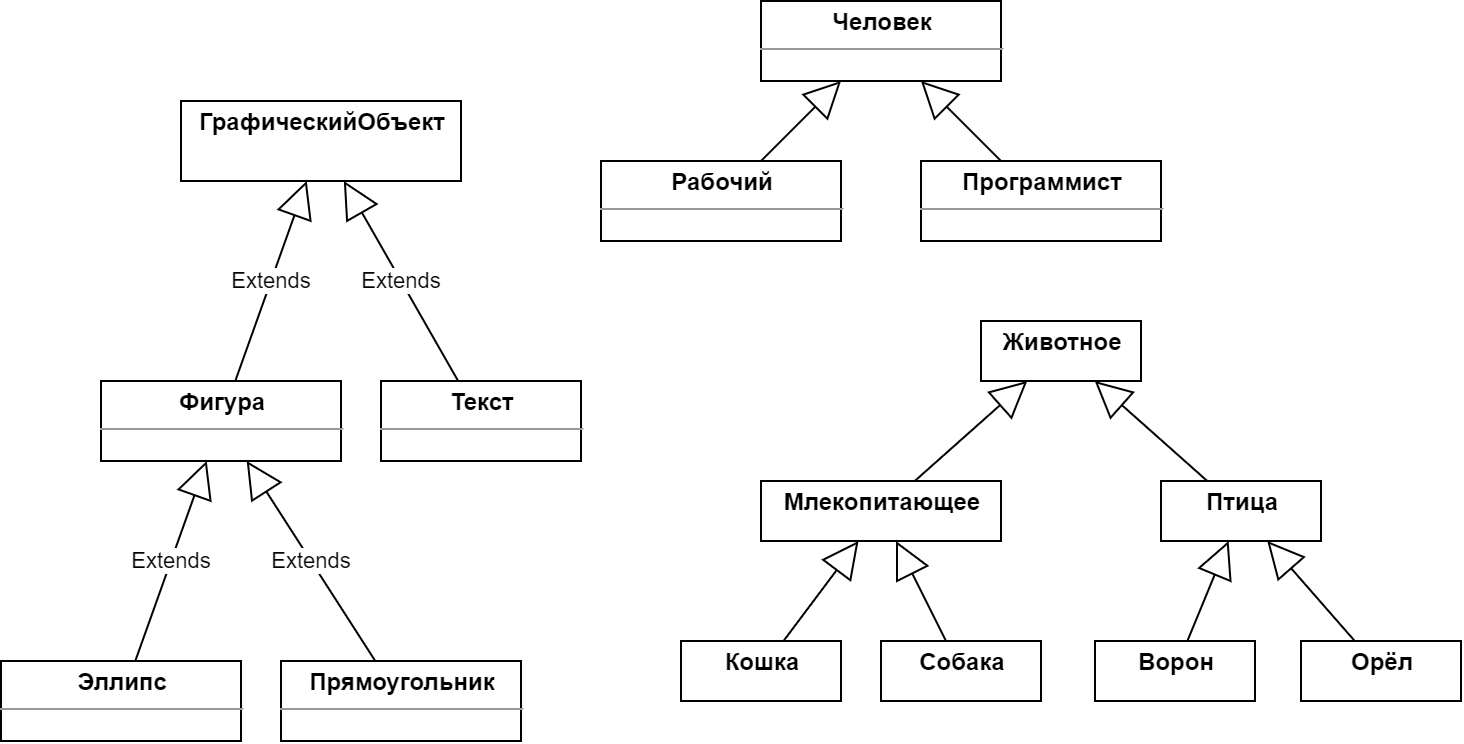 Человек
ГрафическийОбъект
Рабочий
Программист
Extends
Extends
Животное
Фигура
Текст
Млекопитающее
Птица
Extends
Extends
Кошка
Собака
Ворон
Орёл
Эллипс
Прямоугольник